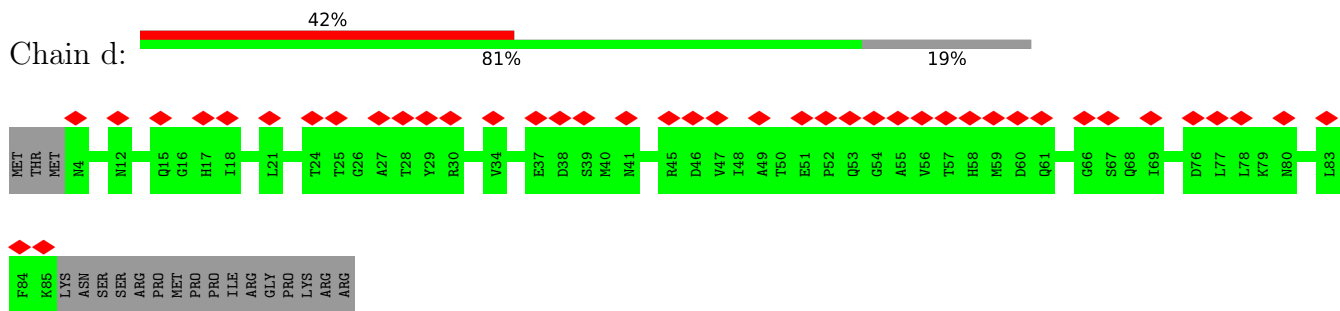 42%
Chain d:
81%
19%
MET THR MET N4 N12 Q15 G16 H17 I18 L21 T24 T25 G26 A27 T28 Y29 R30 V34 E37 D38 S39 M40 N41 R45 D46 V47 I48 A49 T50 E51 P52 Q53 G54 A55 V56 T57 H58 M59 D60 Q61 G66 S67 Q68 I69 D76 L77 L78 K79 N80 L83
F84 K85 LYS ASN SER SER ARG PRO MET PRO PRO ILE ARG GLY PRO LYS ARG ARG